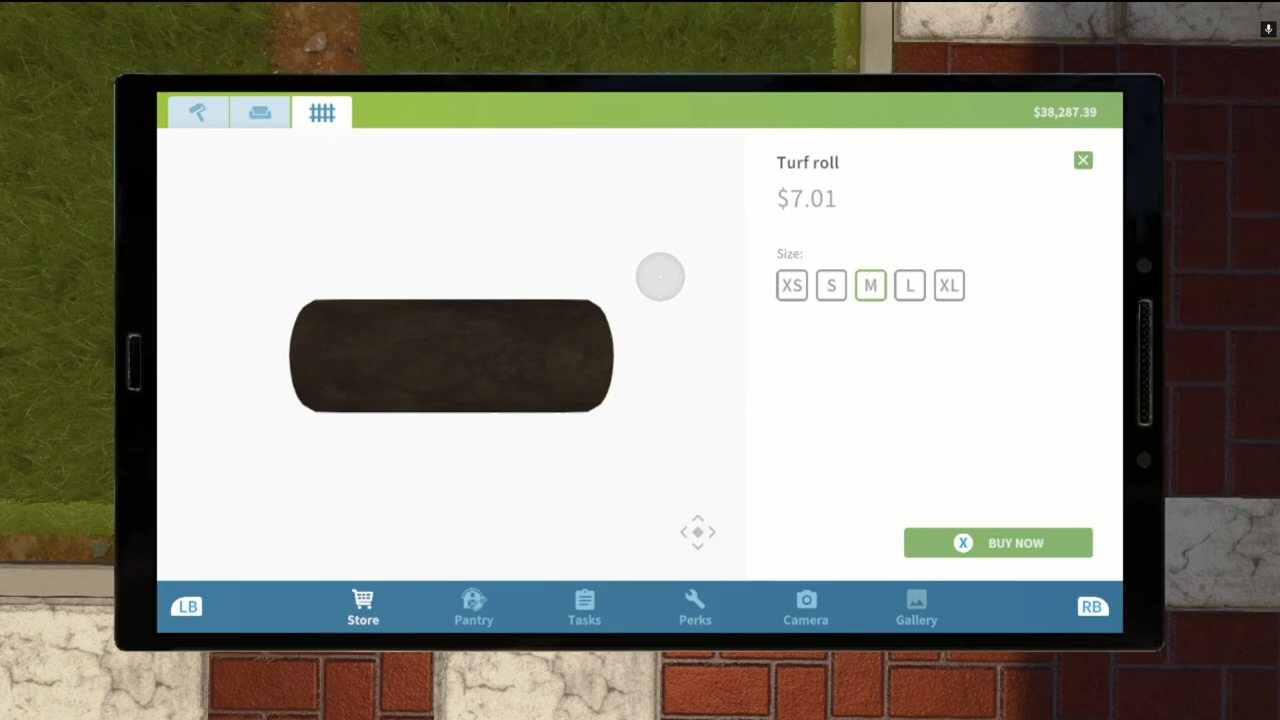 $38,287.39
Turf roll
$7.01
Size:
XS S M L XL
X BUY NOW
LB Store Pantry Tasks Perks Camera Gallery RB